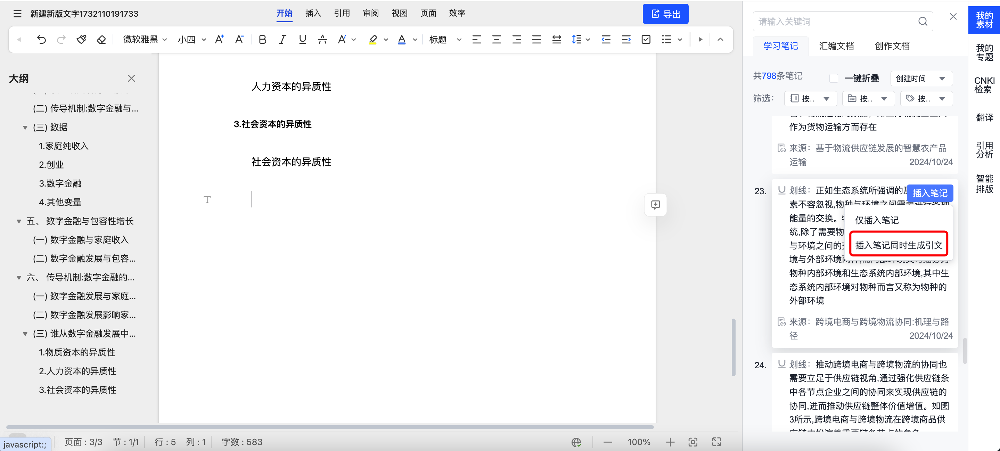 新建新版文字1732110191733
开始 插入 引用 审阅 视图 页面 效率
导出
微软雅黑 小四 标题
大纲
(二) 传导机制:数字金融与...
(三) 数据
1.家庭纯收入
2.创业
3.数字金融
4.其他变量
五、 数字金融与包容性增长
(一) 数字金融与家庭收入
(二) 数字金融发展与包容...
六、 传导机制:数字金融的...
(一) 数字金融发展与家庭...
(二) 数字金融发展影响家...
(三) 谁从数字金融发展中...
1.物质资本的异质性
2.人力资本的异质性
3.社会资本的异质性
人力资本的异质性
3.社会资本的异质性
社会资本的异质性
请输入关键词
学习笔记 汇编文档 创作文档
共798条笔记
一键折叠
创建时间
筛选：
按.. 按.. 按..
作为货物运输方而存在
来源：基于物流供应链发展的智慧农产品
运输 2024/10/24
23. 划线：正如生态系统所强调的
插入笔记
素不容忽视,物种与环境之间需要进行各种
能量的交换。
统,除了需要物
与环境之间的
境与外部环境
物种内部环境和生态系统内部环境,其中生
态系统内部环境对物种而言又称为物种的
外部环境
仅插入笔记
插入笔记同时生成引文
来源：跨境电商与跨境物流协同:机理与路
径 2024/10/24
24. 划线：推动跨境电商与跨境物流的协同也
需要立足于供应链视角,通过强化供应链条
中各节点企业之间的协同来实现供应链的
协同,进而推动供应链整体价值增值。如图
3所示,跨境电商与跨境物流在跨境商品供
我的
素材
我的
专题
CNKI
检索
翻译
引用
分析
智能
排版
javascript:;
页面 : 3/3 节 : 1/1 行 : 5 列 : 1 字数 : 583
100%